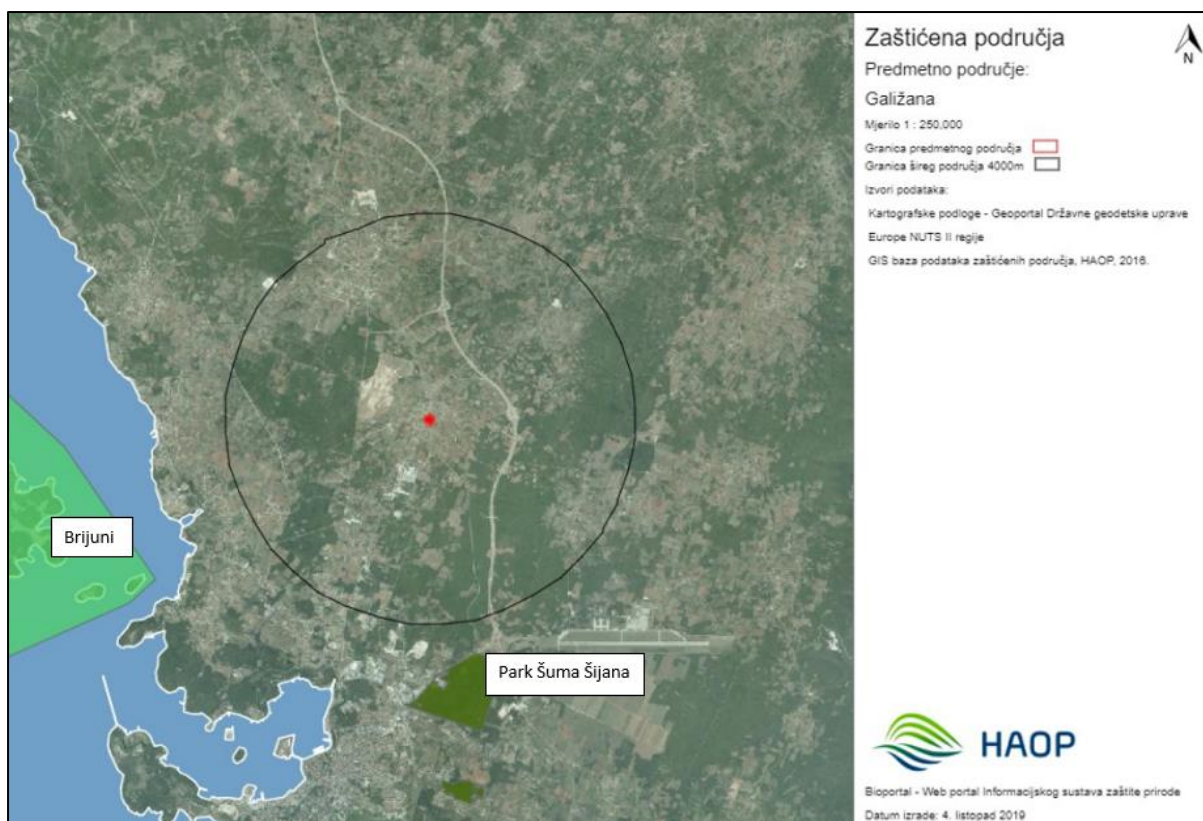 Zaštićena područja
N
Predmetno područje:
Galižana
Mjerilo 1 : 250,000
Granica predmetnog područja
Granica šireg područja 4000m
Izvori podataka:
Kartografske podloge - Geoportal Državne geodetske uprave
Europe NUTS II regije
GIS baza podataka zaštićenih područja, HAOP, 2016.
Brijuni
Park Šuma Šijana
HAOP
Bioportal - Web portal Informacijskog sustava zaštite prirode
Datum izrade: 4. listopad 2019